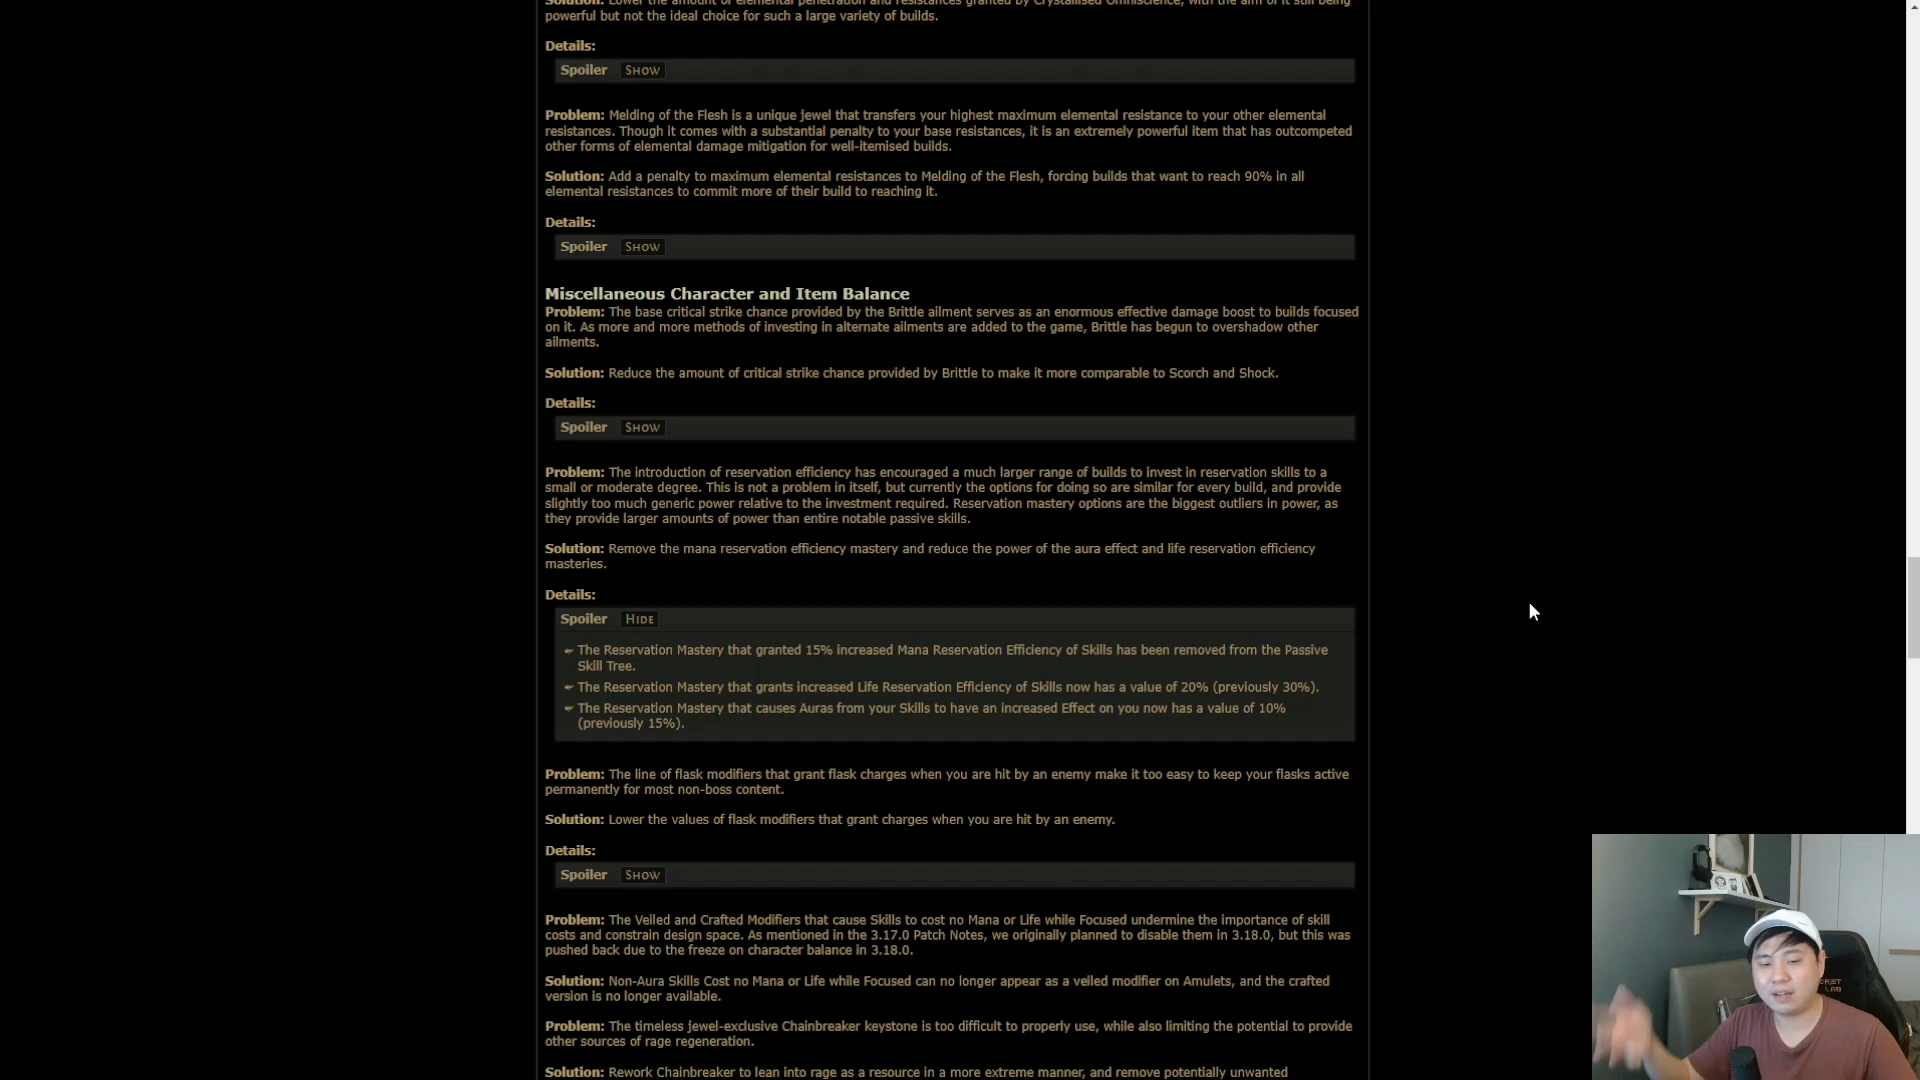 Solution: Lower the amount of elemental penetration and resistances granted by Crystallised Omniscience, with the aim of it still being
powerful but not the ideal choice for such a large variety of builds.
Details:
Spoiler SHOW
Problem: Melding of the Flesh is a unique jewel that transfers your highest maximum elemental resistance to your other elemental
resistances. Though it comes with a substantial penalty to your base resistances, it is an extremely powerful item that has outcompeted
other forms of elemental damage mitigation for well-itemised builds.
Solution: Add a penalty to maximum elemental resistances to Melding of the Flesh, forcing builds that want to reach 90% in all
elemental resistances to commit more of their build to reaching it.
Details:
Spoiler SHOW
Miscellaneous Character and Item Balance
Problem: The base critical strike chance provided by the Brittle ailment serves as an enormous effective damage boost to builds focused
on it. As more and more methods of investing in alternate ailments are added to the game, Brittle has begun to overshadow other
ailments.
Solution: Reduce the amount of critical strike chance provided by Brittle to make it more comparable to Scorch and Shock.
Details:
Spoiler SHOW
Problem: The introduction of reservation efficiency has encouraged a much larger range of builds to invest in reservation skills to a
small or moderate degree. This is not a problem in itself, but currently the options for doing so are similar for every build, and provide
slightly too much generic power relative to the investment required. Reservation mastery options are the biggest outliers in power, as
they provide larger amounts of power than entire notable passive skills.
Solution: Remove the mana reservation efficiency mastery and reduce the power of the aura effect and life reservation efficiency
masteries.
Details:
Spoiler HIDE
The Reservation Mastery that granted 15% increased Mana Reservation Efficiency of Skills has been removed from the Passive
Skill Tree.
The Reservation Mastery that grants increased Life Reservation Efficiency of Skills now has a value of 20% (previously 30%).
The Reservation Mastery that causes Auras from your Skills to have an increased Effect on you now has a value of 10%
(previously 15%).
Problem: The line of flask modifiers that grant flask charges when you are hit by an enemy make it too easy to keep your flasks active
permanently for most non-boss content.
Solution: Lower the values of flask modifiers that grant charges when you are hit by an enemy.
Details:
Spoiler SHOW
Problem: The Veiled and Crafted Modifiers that cause Skills to cost no Mana or Life while Focused undermine the importance of skill
costs and constrain design space. As mentioned in the 3.17.0 Patch Notes, we originally planned to disable them in 3.18.0, but this was
pushed back due to the freeze on character balance in 3.18.0.
Solution: Non-Aura Skills Cost no Mana or Life while Focused can no longer appear as a veiled modifier on Amulets, and the crafted
version is no longer available.
Problem: The timeless jewel-exclusive Chainbreaker keystone is too difficult to properly use, while also limiting the potential to provide
other sources of rage regeneration.
Solution: Rework Chainbreaker to lean into rage as a resource in a more extreme manner, and remove potentially unwanted